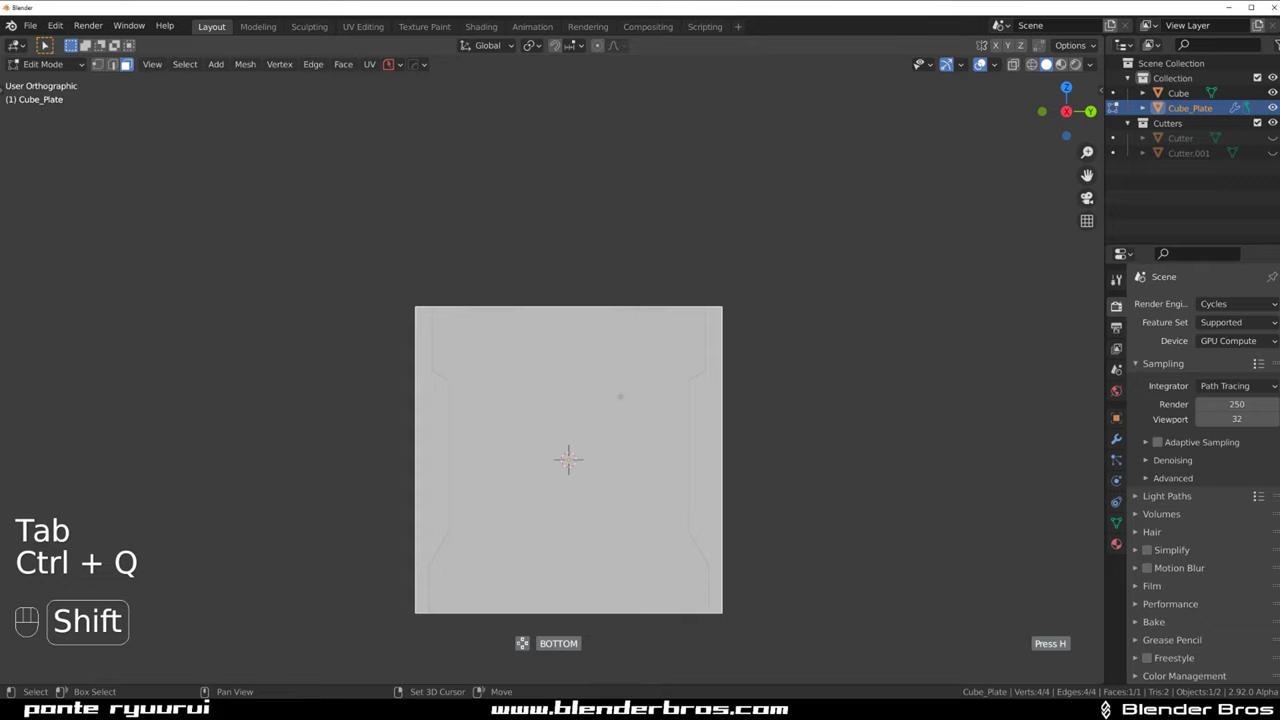 Blender
File Edit Render Window Help Layout Modeling Sculpting UV Editing Texture Paint Shading Animation Rendering Compositing Scripting + Scene View Layer
Global Options
X Y Z
Edit Mode View Select Add Mesh Vertex Edge Face UV
User Orthographic
(1) Cube_Plate
Z
X
Y
Scene Collection
Collection
Cube
Cube_Plate
Cutters
Cutter
Cutter.001
Scene
Render Engi... Cycles
Feature Set Supported
Device GPU Compute
Sampling
Integrator Path Tracing
Render 250
Viewport 32
Adaptive Sampling
Denoising
Advanced
Light Paths
Volumes
Hair
Simplify
Motion Blur
Film
Performance
Bake
Grease Pencil
Freestyle
Color Management
Tab
Ctrl + Q
Shift
BOTTOM
Press H
Select Box Select Pan View Set 3D Cursor Move Cube_Plate | Verts:4/4 | Edges:4/4 | Faces:1/1 | Tris:2 | Objects:1/2 | 2.92.0 Alpha
ponte ryuurui www.blenderbros.com Blender Bros